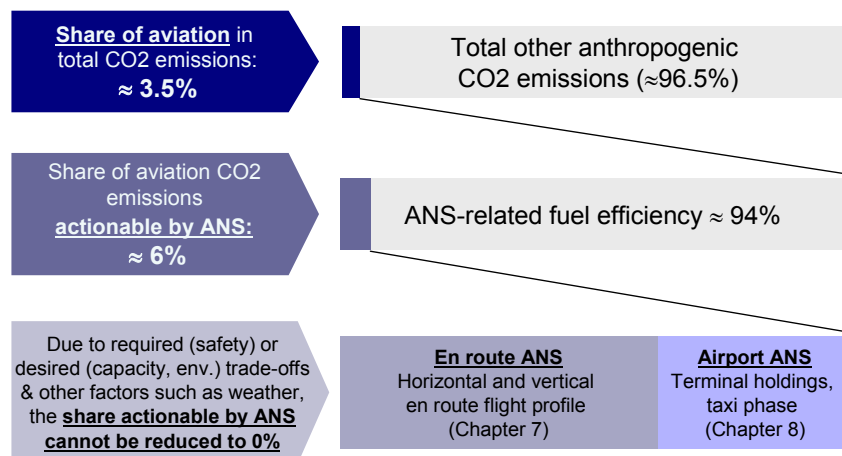 Share of aviation in
total CO2 emissions:
≈ 3.5%
Total other anthropogenic
CO2 emissions (≈96.5%)
Share of aviation CO2
emissions
actionable by ANS:
≈ 6%
ANS-related fuel efficiency ≈ 94%
Due to required (safety) or
desired (capacity, env.) trade-offs
& other factors such as weather,
the share actionable by ANS
cannot be reduced to 0%
En route ANS
Horizontal and vertical
en route flight profile
(Chapter 7)
Airport ANS
Terminal holdings,
taxi phase
(Chapter 8)